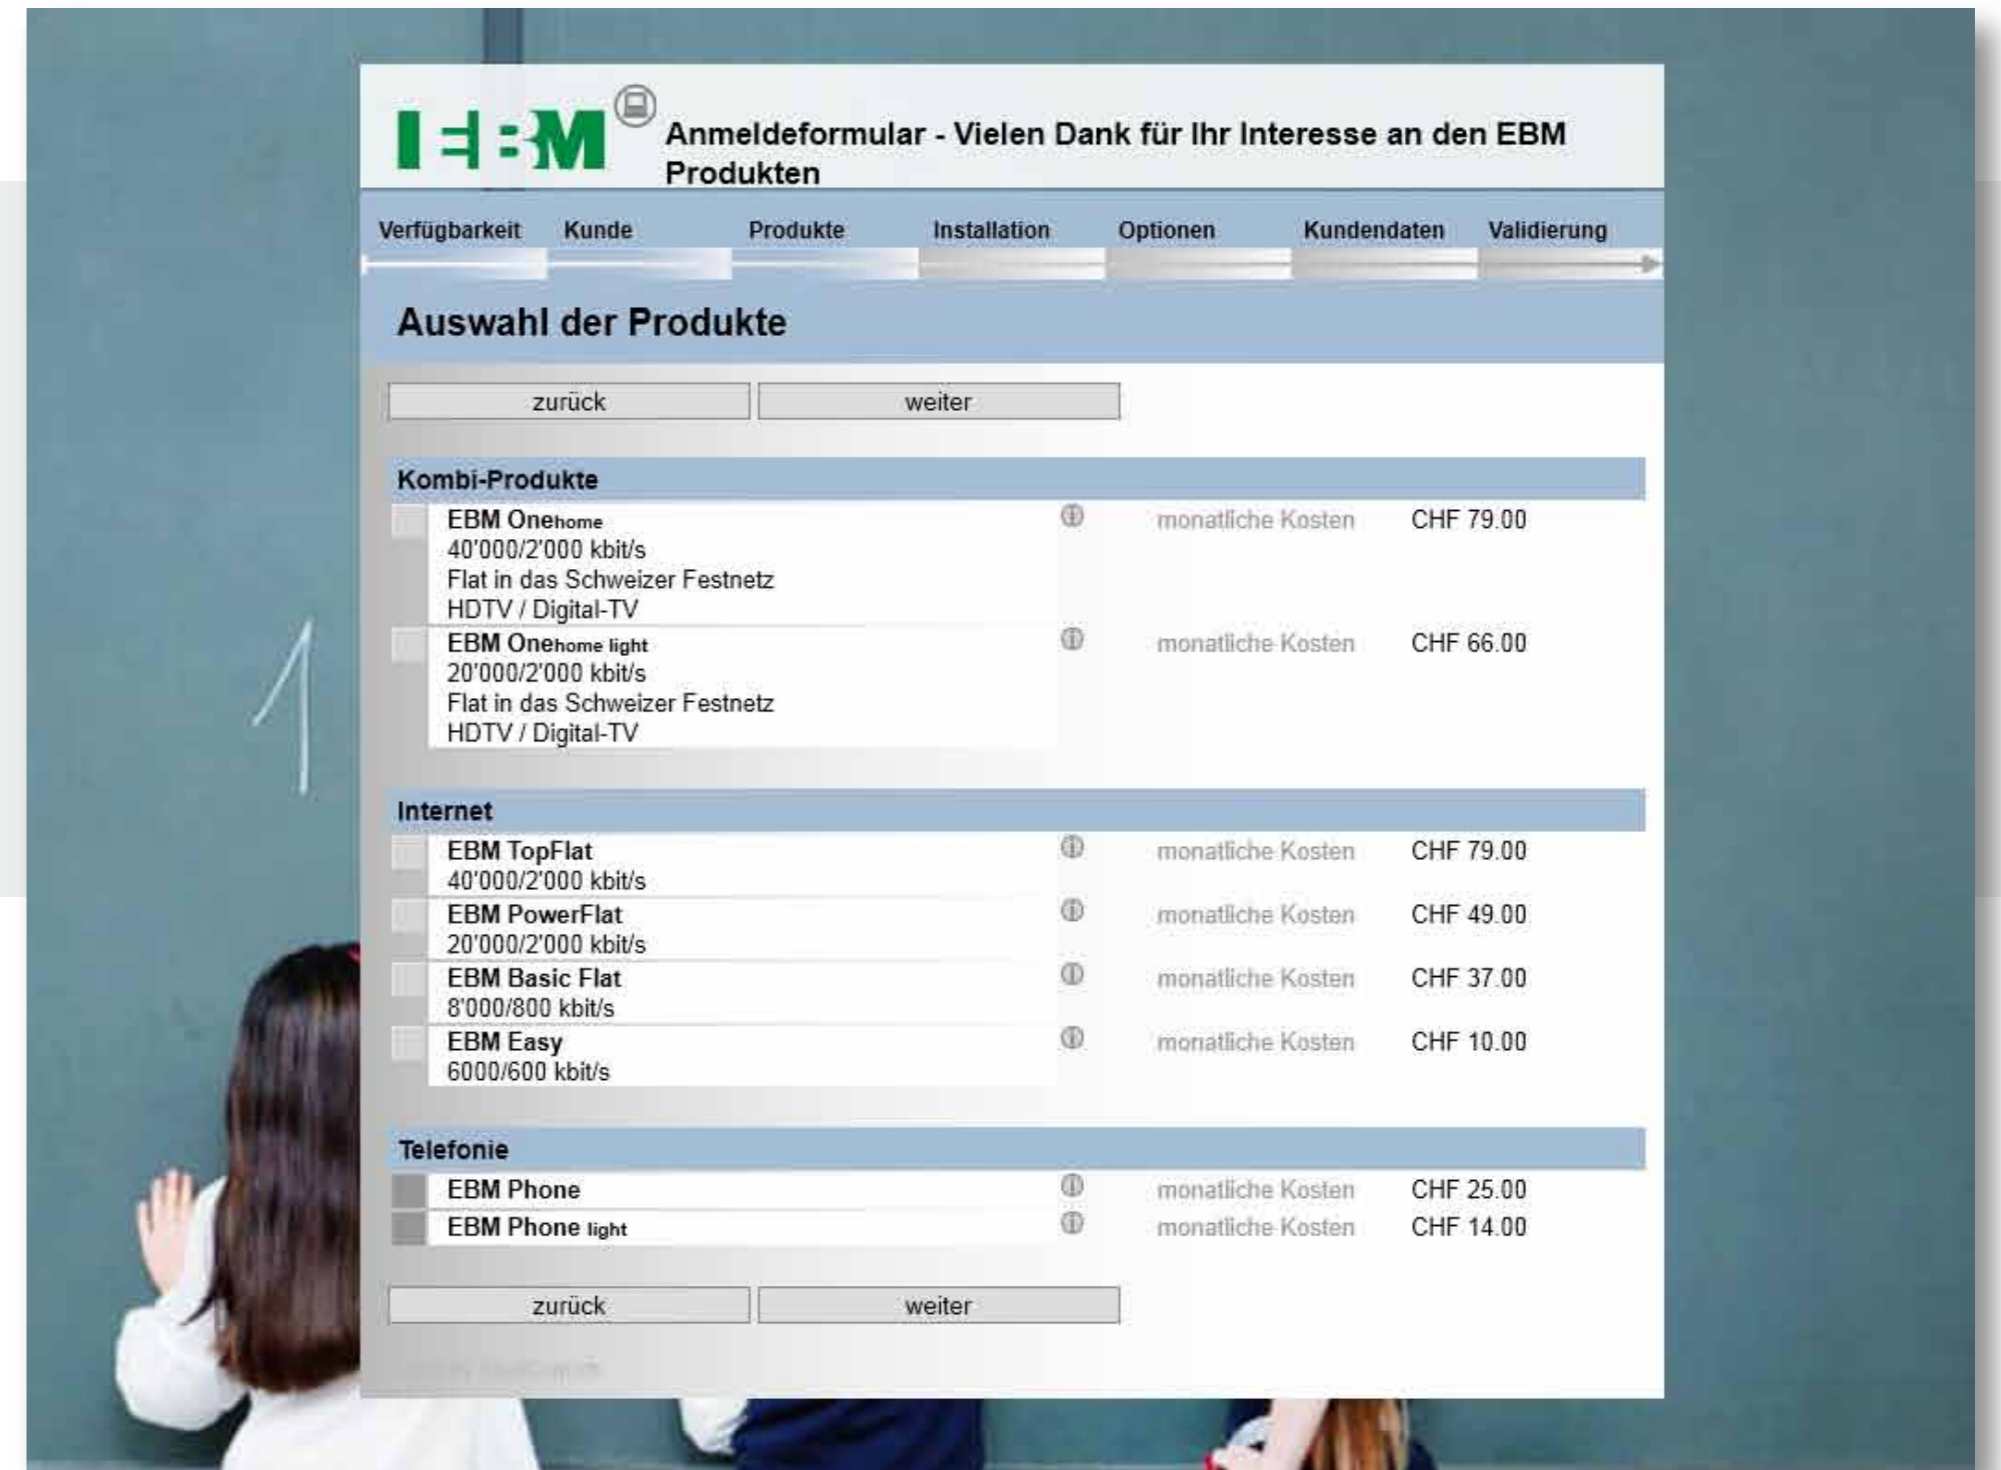 EBM
Anmeldeformular - Vielen Dank für Ihr Interesse an den EBM
Produkten
Verfügbarkeit Kunde Produkte Installation Optionen Kundendaten Validierung
Auswahl der Produkte
zurück weiter
Kombi-Produkte
EBM Onehome monatliche Kosten CHF 79.00
40'000/2'000 kbit/s
Flat in das Schweizer Festnetz
HDTV / Digital-TV
EBM Onehome light monatliche Kosten CHF 66.00
20'000/2'000 kbit/s
Flat in das Schweizer Festnetz
HDTV / Digital-TV
Internet
EBM TopFlat monatliche Kosten CHF 79.00
40'000/2'000 kbit/s
EBM PowerFlat monatliche Kosten CHF 49.00
20'000/2'000 kbit/s
EBM Basic Flat monatliche Kosten CHF 37.00
8'000/800 kbit/s
EBM Easy monatliche Kosten CHF 10.00
6000/600 kbit/s
Telefonie
EBM Phone monatliche Kosten CHF 25.00
EBM Phone light monatliche Kosten CHF 14.00
zurück weiter
1